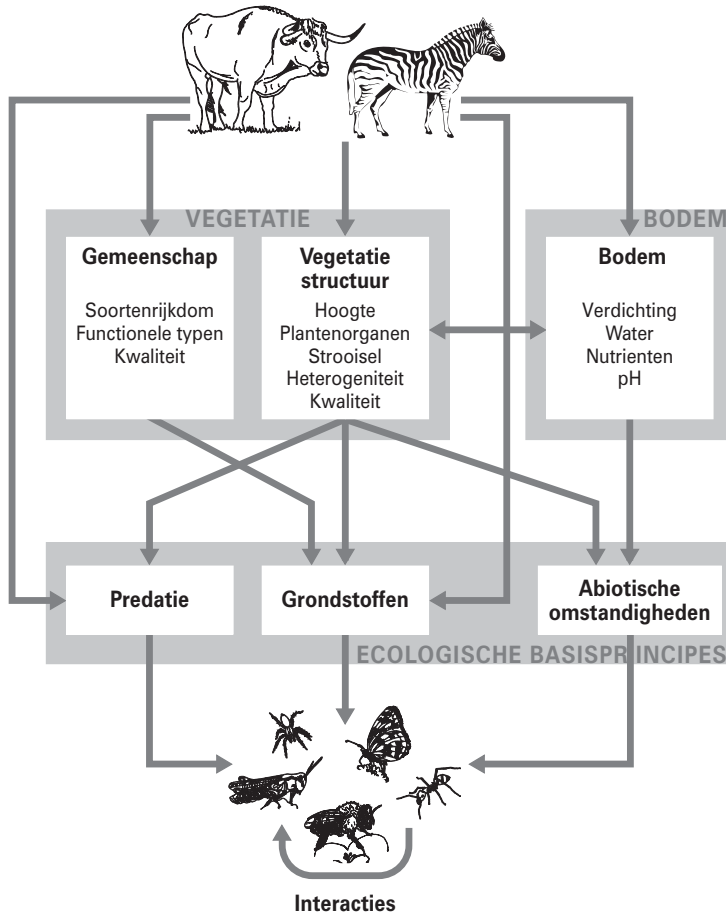 VEGETATIE
BODEM
Gemeenschap
Soortenrijkdom
Functionele typen
Kwaliteit
Vegetatie
structuur
Hoogte
Plantenorganen
Strooisel
Heterogeniteit
Kwaliteit
Bodem
Verdichting
Water
Nutrienten
pH
Predatie
Grondstoffen
Abiotische
omstandigheden
ECOLOGISCHE BASISPRINCIPES
Interacties